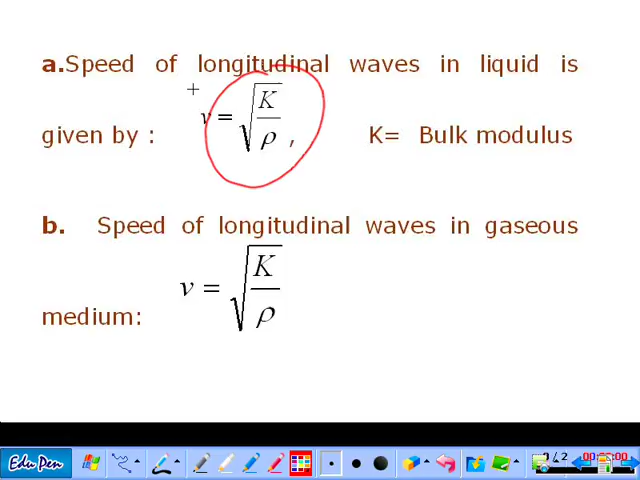 a.Speed of longitudinal waves in liquid is
given by : v = √(K/ρ) , K= Bulk modulus
b. Speed of longitudinal waves in gaseous
medium: v = √(K/ρ)
Edu Pen